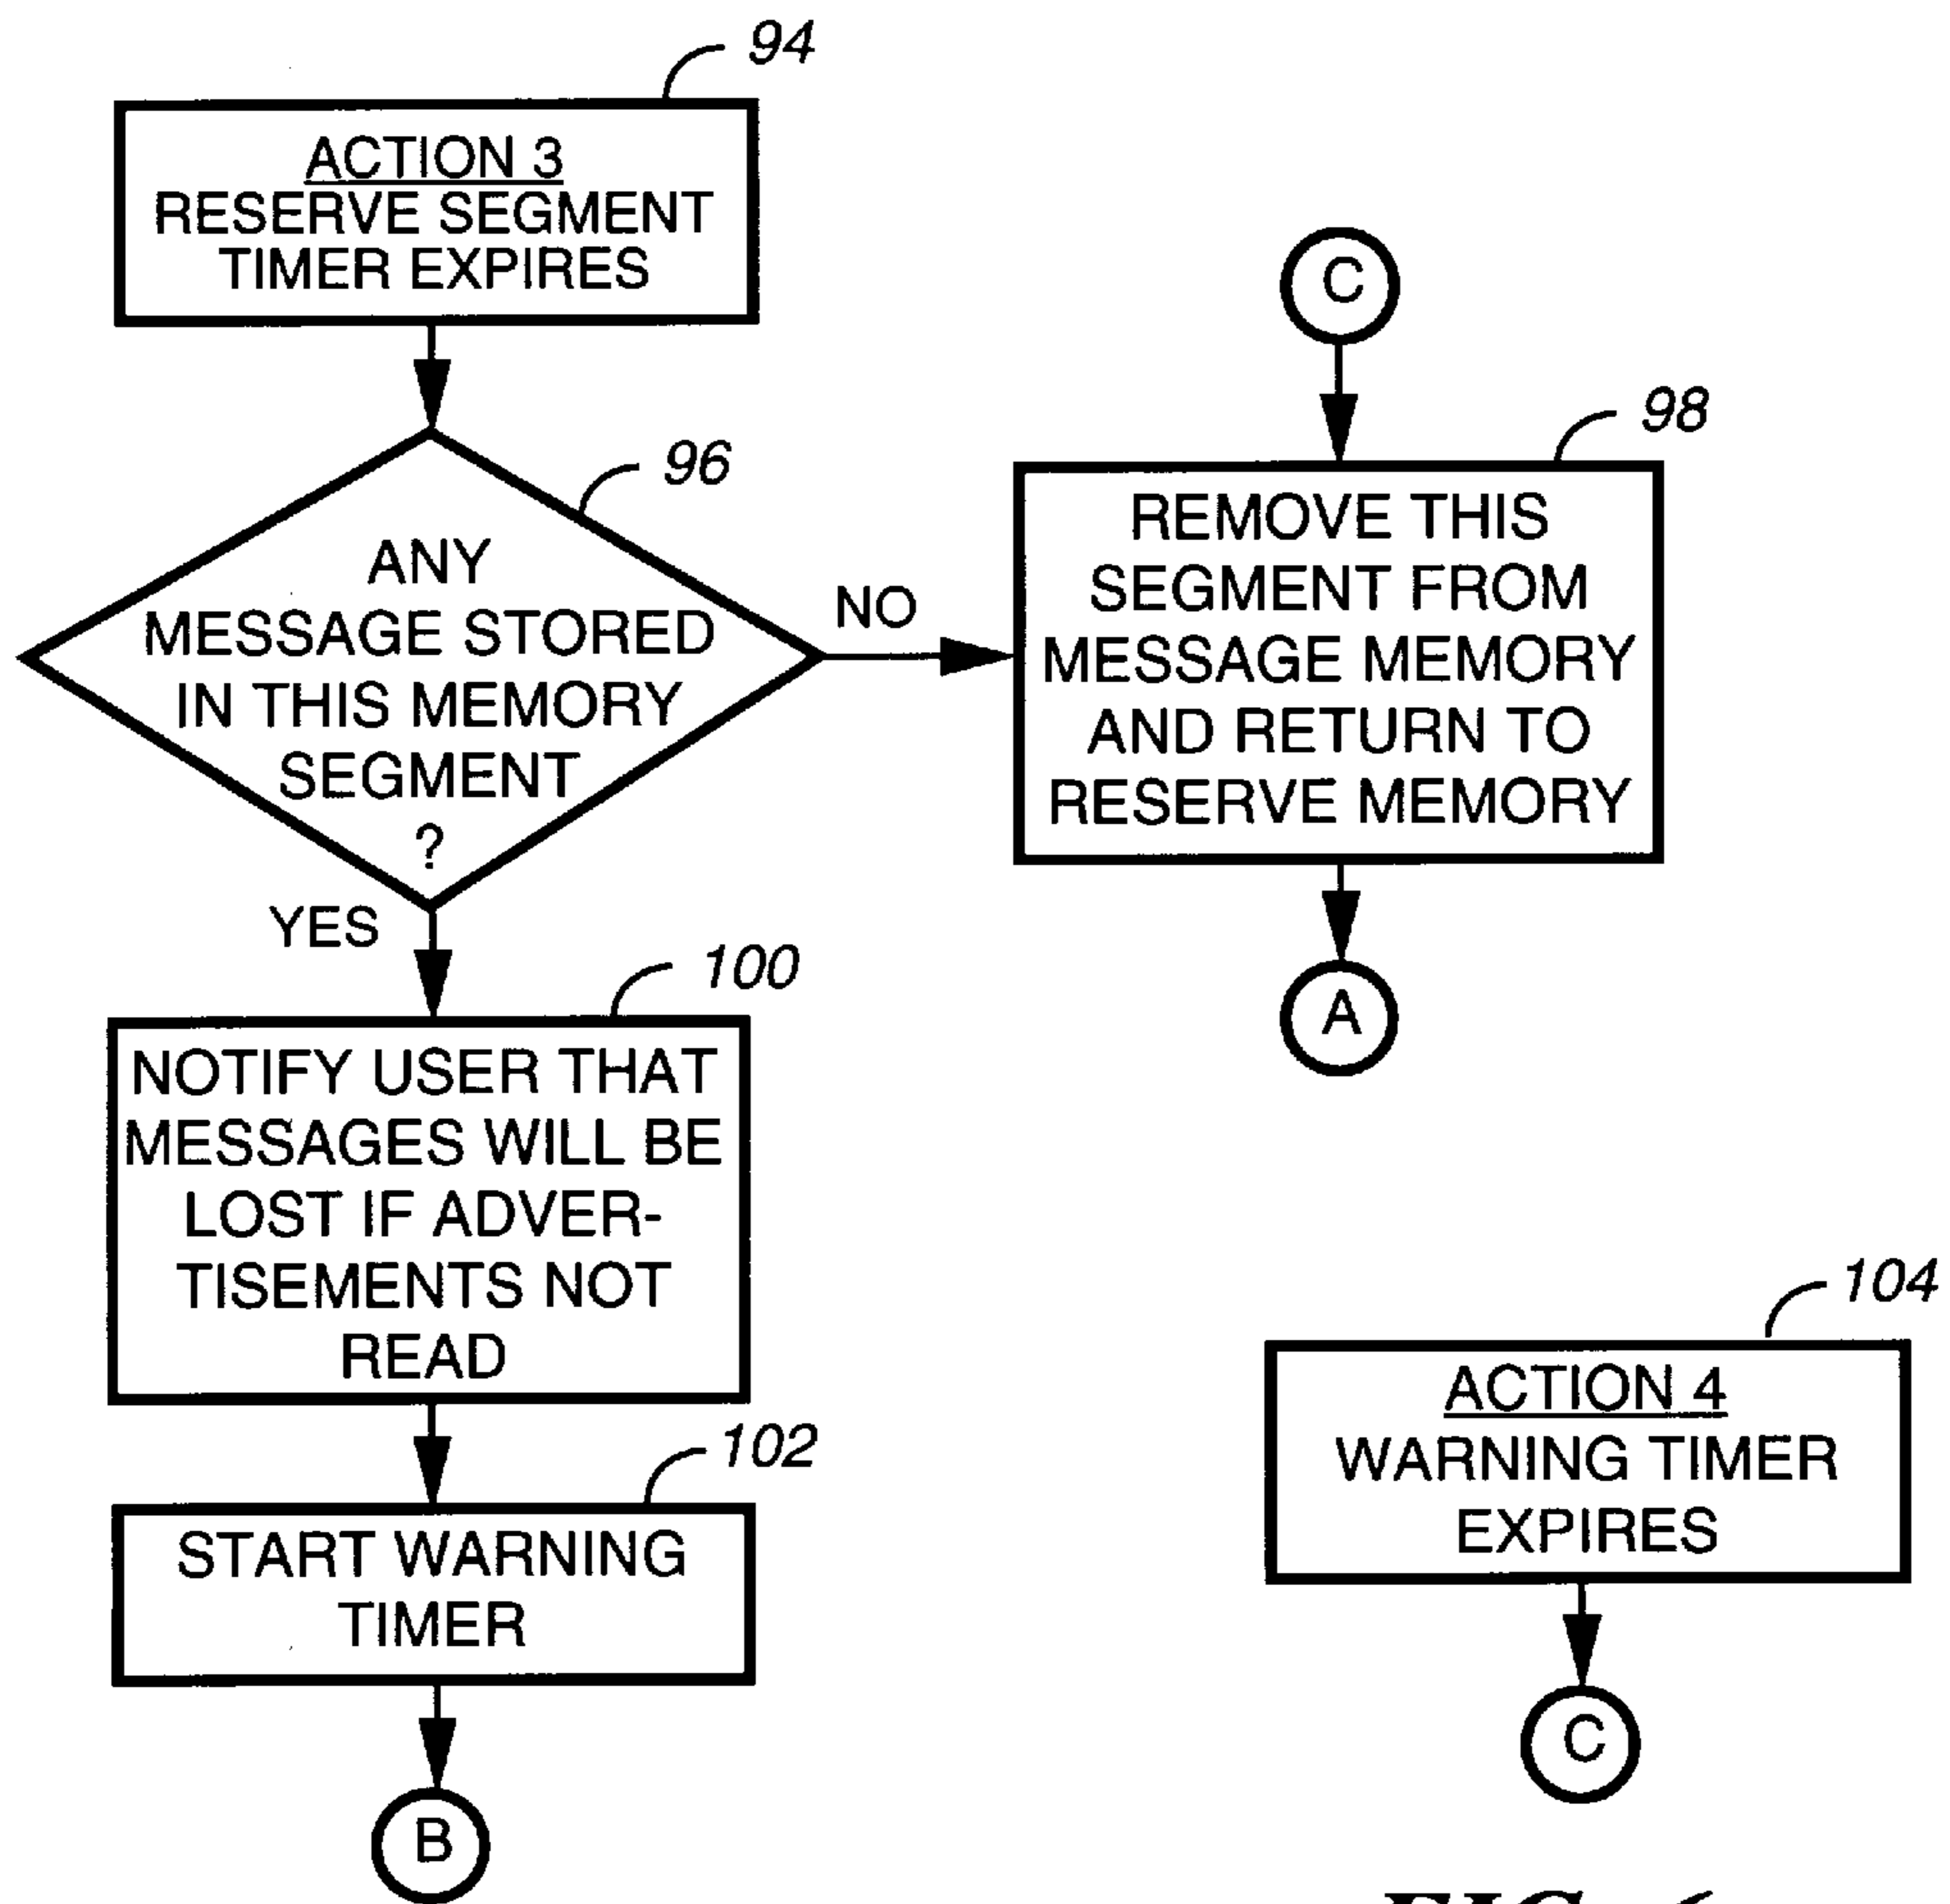 94
ACTION 3
RESERVE SEGMENT
TIMER EXPIRES
96
ANY
MESSAGE STORED
IN THIS MEMORY
SEGMENT
?
NO
YES
C
98
REMOVE THIS
SEGMENT FROM
MESSAGE MEMORY
AND RETURN TO
RESERVE MEMORY
A
100
NOTIFY USER THAT
MESSAGES WILL BE
LOST IF ADVER-
TISEMENTS NOT
READ
102
START WARNING
TIMER
B
104
ACTION 4
WARNING TIMER
EXPIRES
C